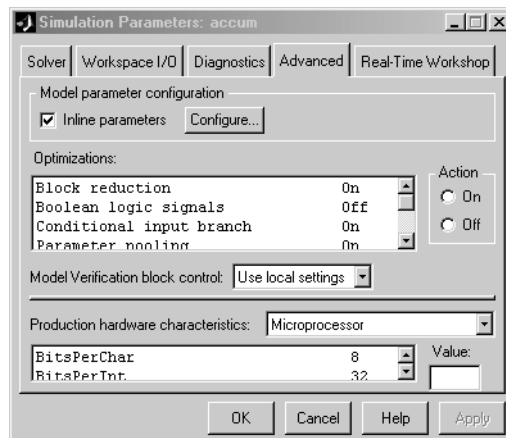 Simulation Parameters: accum
Solver Workspace I/O Diagnostics Advanced Real-Time Workshop
Model parameter configuration
Inline parameters Configure...
Optimizations:
Action
Block reduction On
Boolean logic signals Off
Conditional input branch On
Parameter pooling On
On
Off
Model Verification block control: Use local settings
Production hardware characteristics: Microprocessor
BitsPerChar 8
BitsPerInt 32
Value:
OK Cancel Help Apply